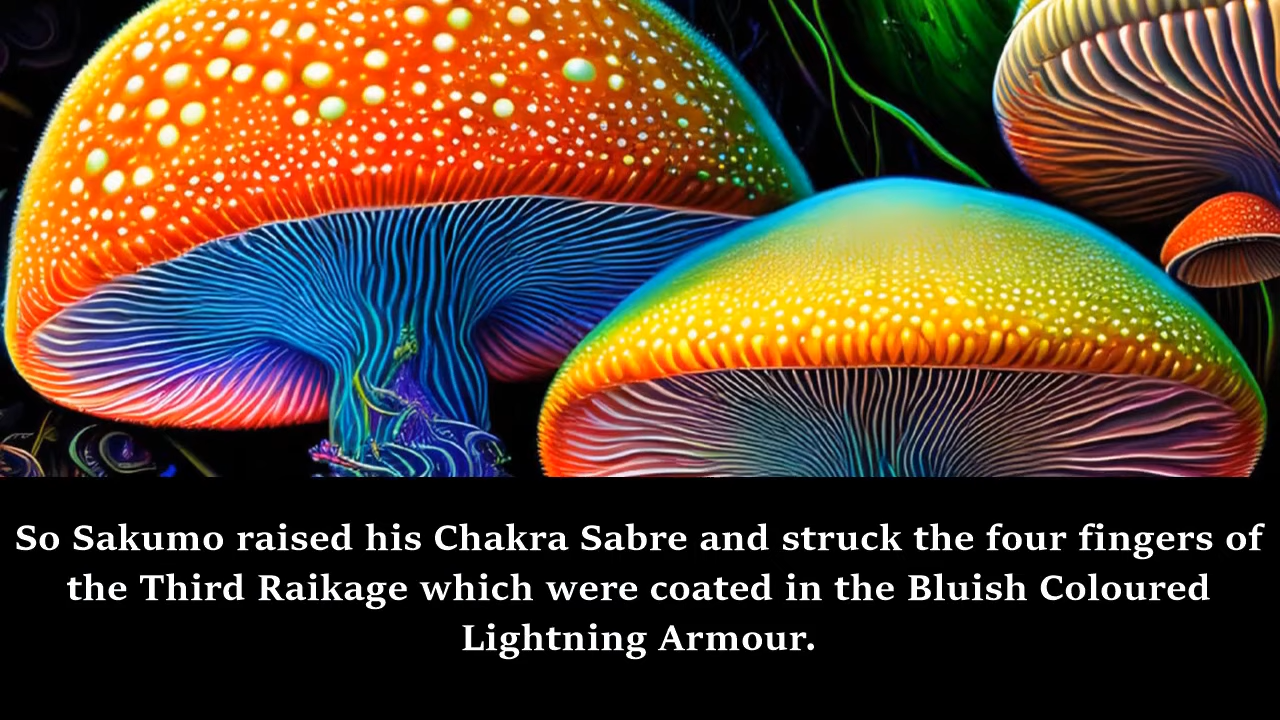 So Sakumo raised his Chakra Sabre and struck the four fingers of
the Third Raikage which were coated in the Bluish Coloured
Lightning Armour.